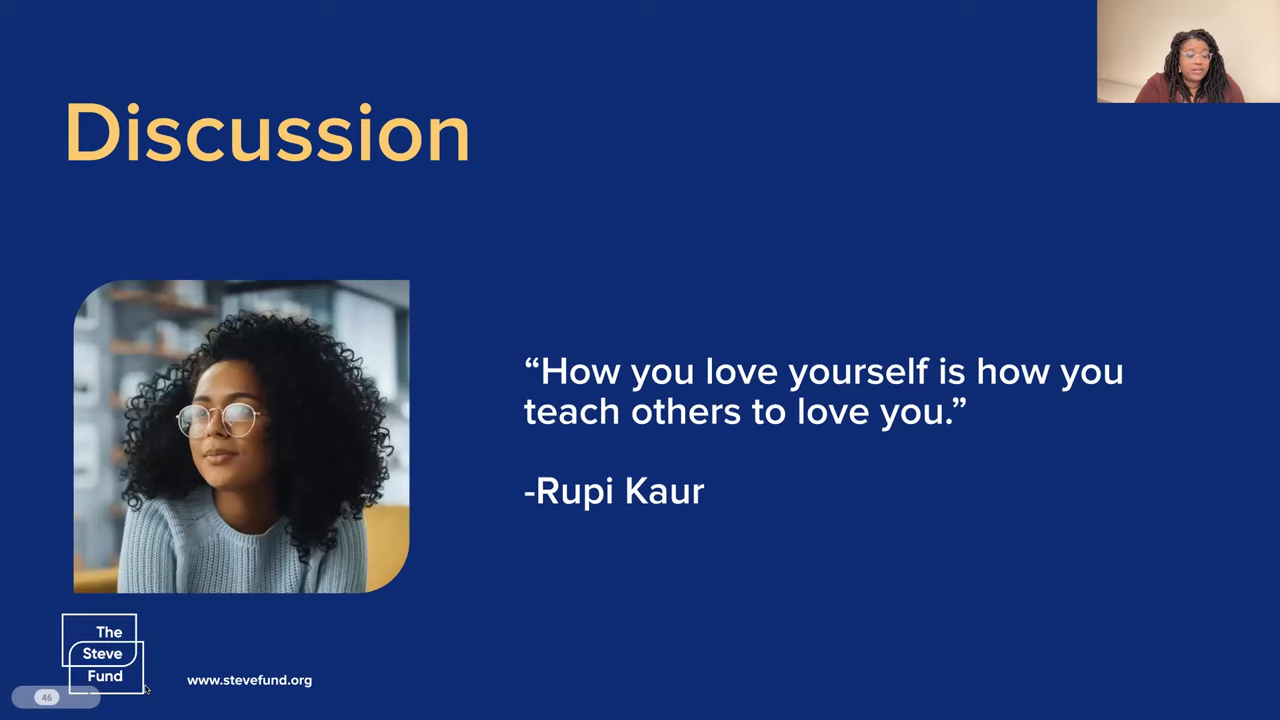 Discussion
“How you love yourself is how you
teach others to love you.”
-Rupi Kaur
The
Steve
Fund
www.stevefund.org
46